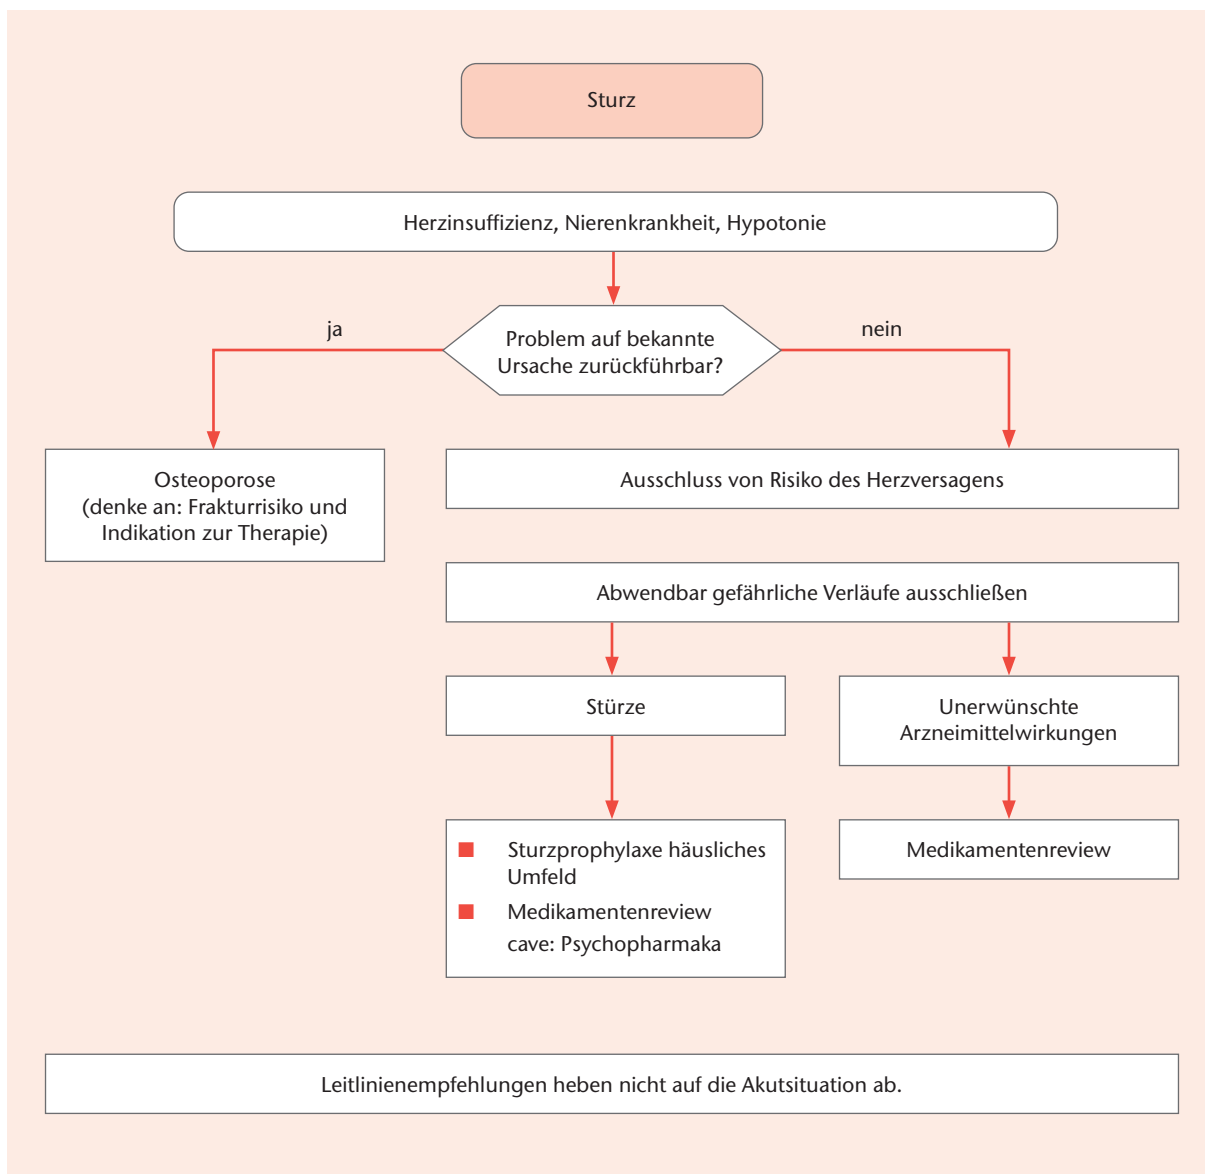 Sturz
Herzinsuffizienz, Nierenkrankheit, Hypotonie
ja
Problem auf bekannte
Ursache zurückführbar?
nein
Osteoporose
(denke an: Frakturrisiko und
Indikation zur Therapie)
Ausschluss von Risiko des Herzversagens
Abwendbar gefährliche Verläufe ausschließen
Stürze
Unerwünschte
Arzneimittelwirkungen
Sturzprophylaxe häusliches
Umfeld
Medikamentenreview
cave: Psychopharmaka
Medikamentenreview
Leitlinienempfehlungen heben nicht auf die Akutsituation ab.